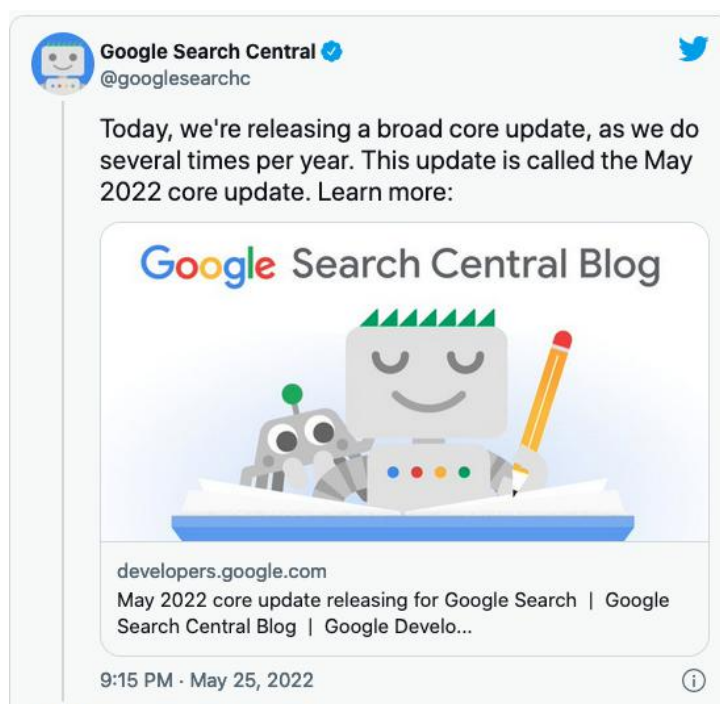 Google Search Central
@googlesearchc
Today, we're releasing a broad core update, as we do
several times per year. This update is called the May
2022 core update. Learn more:
Google Search Central Blog
developers.google.com
May 2022 core update releasing for Google Search | Google
Search Central Blog | Google Develo...
9:15 PM · May 25, 2022